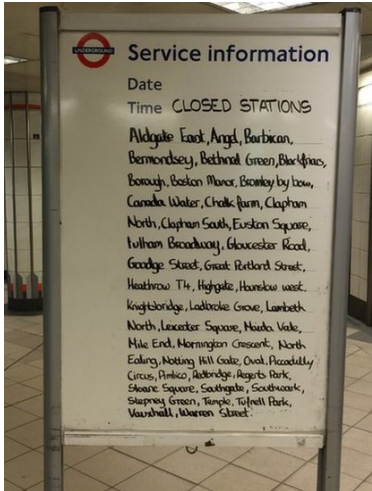 UNDERGROUND
Service information
Date
Time CLOSED STATIONS
Aldgate East, Angel, Barbican,
Bermondsey, Bethnal Green, Blackfriars,
Borough, Boston Manor, Bromley by bow,
Canada Water, Chalk farm, Clapham
North, Clapham South, Euston Square,
Fulham Broadway, Gloucester Road,
Goodge Street, Great Portland Street,
Heathrow T4, Highgate, Hounslow west.
Knightsbridge, Ladbroke Grove, Lambeth
North, Leicester Square, Maida Vale,
Mile End, Mornington Crescent, North
Ealing, Notting Hill Gate, Oval, Piccadilly
Circus, Pimlico, Redbridge, Regents Park,
Sloane Square, Southgate, Southwark,
Stepney Green, Temple, Tufnell Park,
Vauxhall, Warren Street.